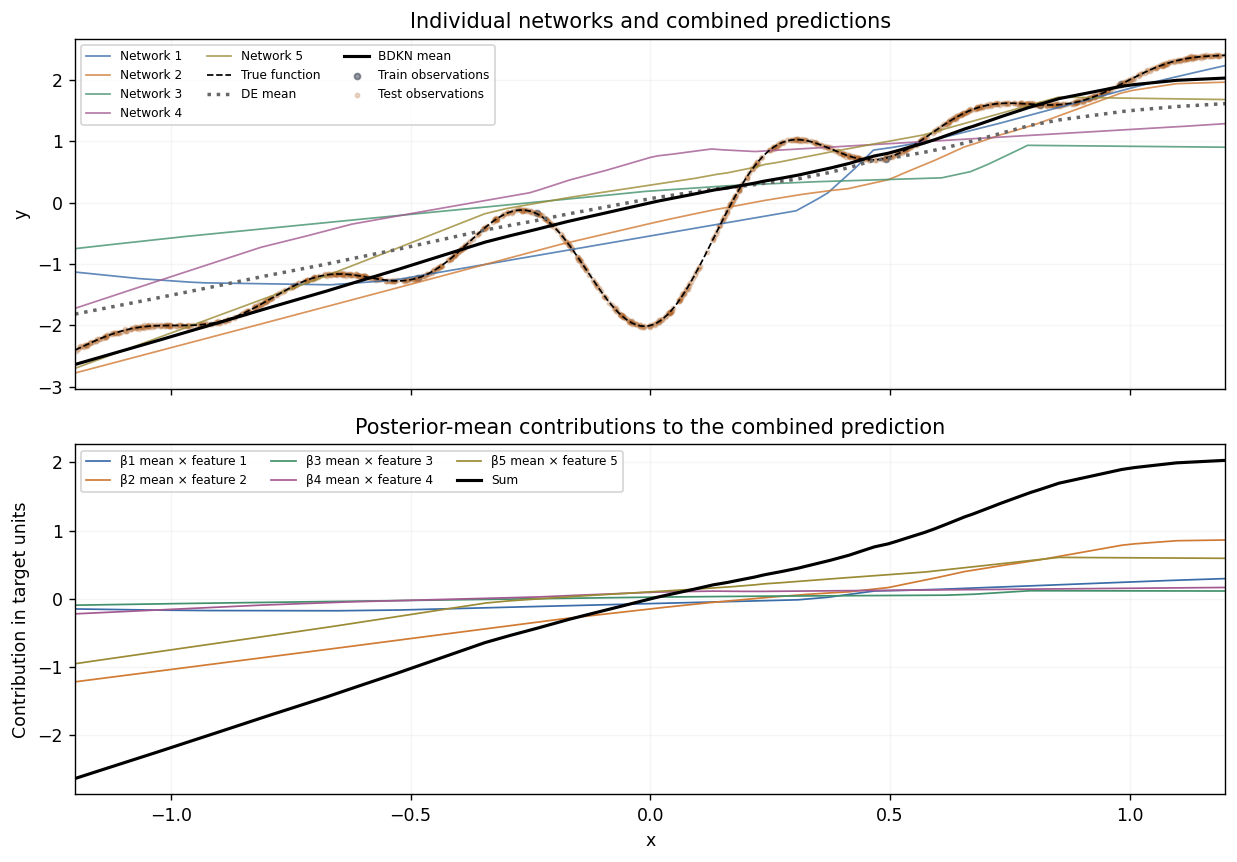 Individual networks and combined predictions
Network 1
Network 2
Network 3
Network 4
Network 5
True function
DE mean
BDKN mean
Train observations
Test observations
y
2
1
0
−1
−2
−3
Posterior-mean contributions to the combined prediction
β1 mean × feature 1
β2 mean × feature 2
β3 mean × feature 3
β4 mean × feature 4
β5 mean × feature 5
Sum
Contribution in target units
2
1
0
−1
−2
−1.0
−0.5
0.0
0.5
1.0
x